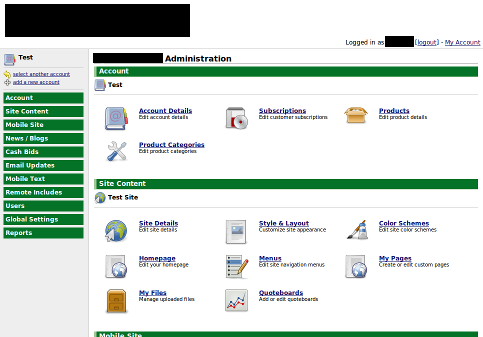 Logged in as [logout] - My Account
Test
select another account
add a new account
Account
Site Content
Mobile Site
News / Blogs
Cash Bids
Email Updates
Mobile Text
Remote Includes
Users
Global Settings
Reports
Administration
Account
Test
Account Details
Edit account details
Subscriptions
Edit customer subscriptions
Products
Edit product details
Product Categories
Edit product categories
Site Content
Test Site
Site Details
Edit site details
Style & Layout
Customize site appearance
Color Schemes
Edit site color schemes
Homepage
Edit your homepage
Menus
Edit site navigation menus
My Pages
Create or edit custom pages
My Files
Manage uploaded files
Quoteboards
Add or edit quoteboards
Mobile Site